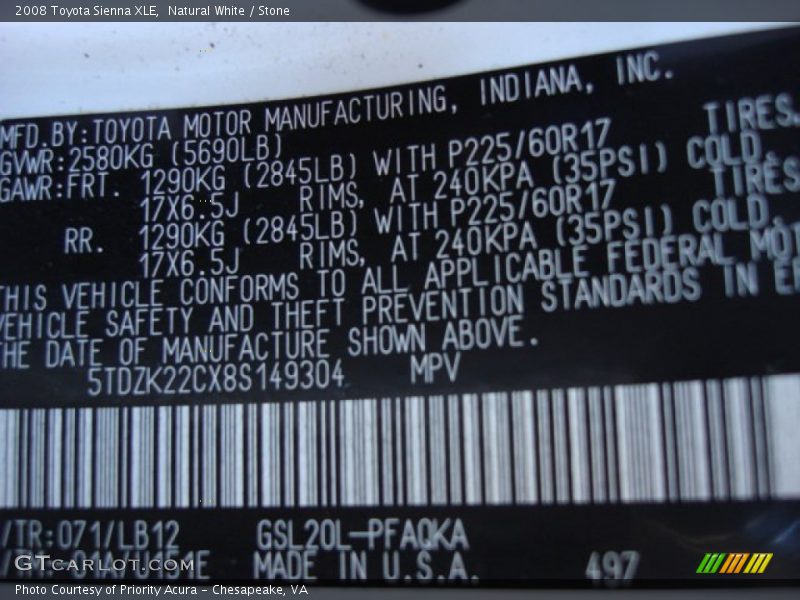 2008 Toyota Sienna XLE,  Natural White / Stone
MFD.BY:TOYOTA MOTOR MANUFACTURING, INDIANA, INC.
GVWR:2580KG (5690LB)
GAWR:FRT. 1290KG (2845LB) WITH P225/60R17 TIRES,
17X6.5J RIMS, AT 240KPA (35PSI) COLD.
RR. 1290KG (2845LB) WITH P225/60R17 TIRES
17X6.5J RIMS, AT 240KPA (35PSI) COLD.
THIS VEHICLE CONFORMS TO ALL APPLICABLE FEDERAL MOT
VEHICLE SAFETY AND THEFT PREVENTION STANDARDS IN E
HE DATE OF MANUFACTURE SHOWN ABOVE.
5TDZK22CX8S149304 MPV
/TR:071/LB12 GSL20L-PFAQKA
01A/U151E MADE IN U.S.A. 497
GTcarlot.com
Photo Courtesy of Priority Acura - Chesapeake, VA